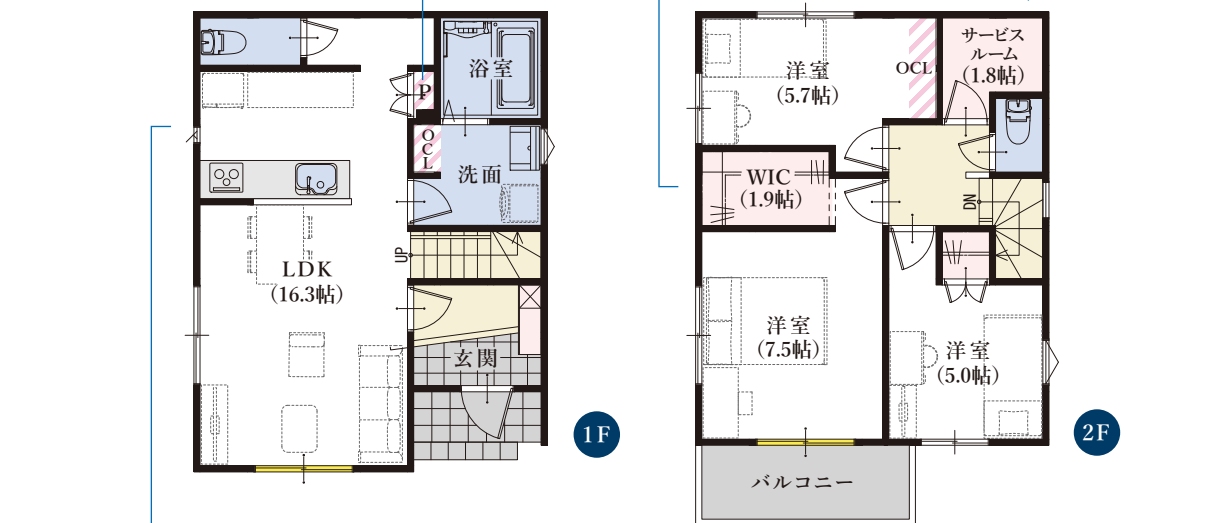 浴室
P
OCL
洗面
UP
LDK
(16.3帖)
玄関
1F
洋室
(5.7帖)
OCL
サービス
ルーム
(1.8帖)
WIC
(1.9帖)
DN
洋室
(7.5帖)
洋室
(5.0帖)
バルコニー
2F